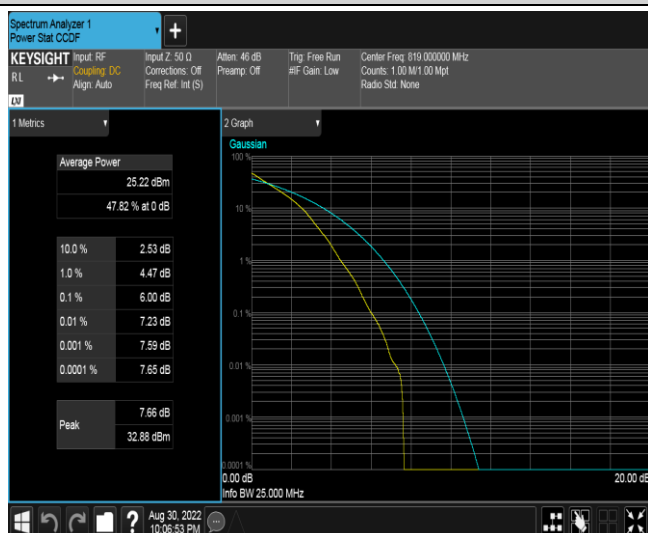 Spectrum Analyzer 1
Power Stat CCDF
KEYSIGHT Input: RF Input Z: 50 Ω Atten: 46 dB Trig: Free Run Center Freq: 819.000000 MHz
RL Coupling: DC Corrections: Off Preamp: Off #IF Gain: Low Counts: 1.00 M/1.00 Mpt
Align: Auto Freq Ref: Int (S) Radio Std: None
LXI
1 Metrics
2 Graph
Average Power
25.22 dBm
47.82 % at 0 dB
10.0 % 2.53 dB
1.0 % 4.47 dB
0.1 % 6.00 dB
0.01 % 7.23 dB
0.001 % 7.59 dB
0.0001 % 7.65 dB
Peak 7.66 dB
32.88 dBm
Gaussian
100 %
10 %
1 %
0.1 %
0.01 %
0.001 %
0.0001 %
0.00 dB 20.00 dB
Info BW 25.000 MHz
Aug 30, 2022
10:06:53 PM